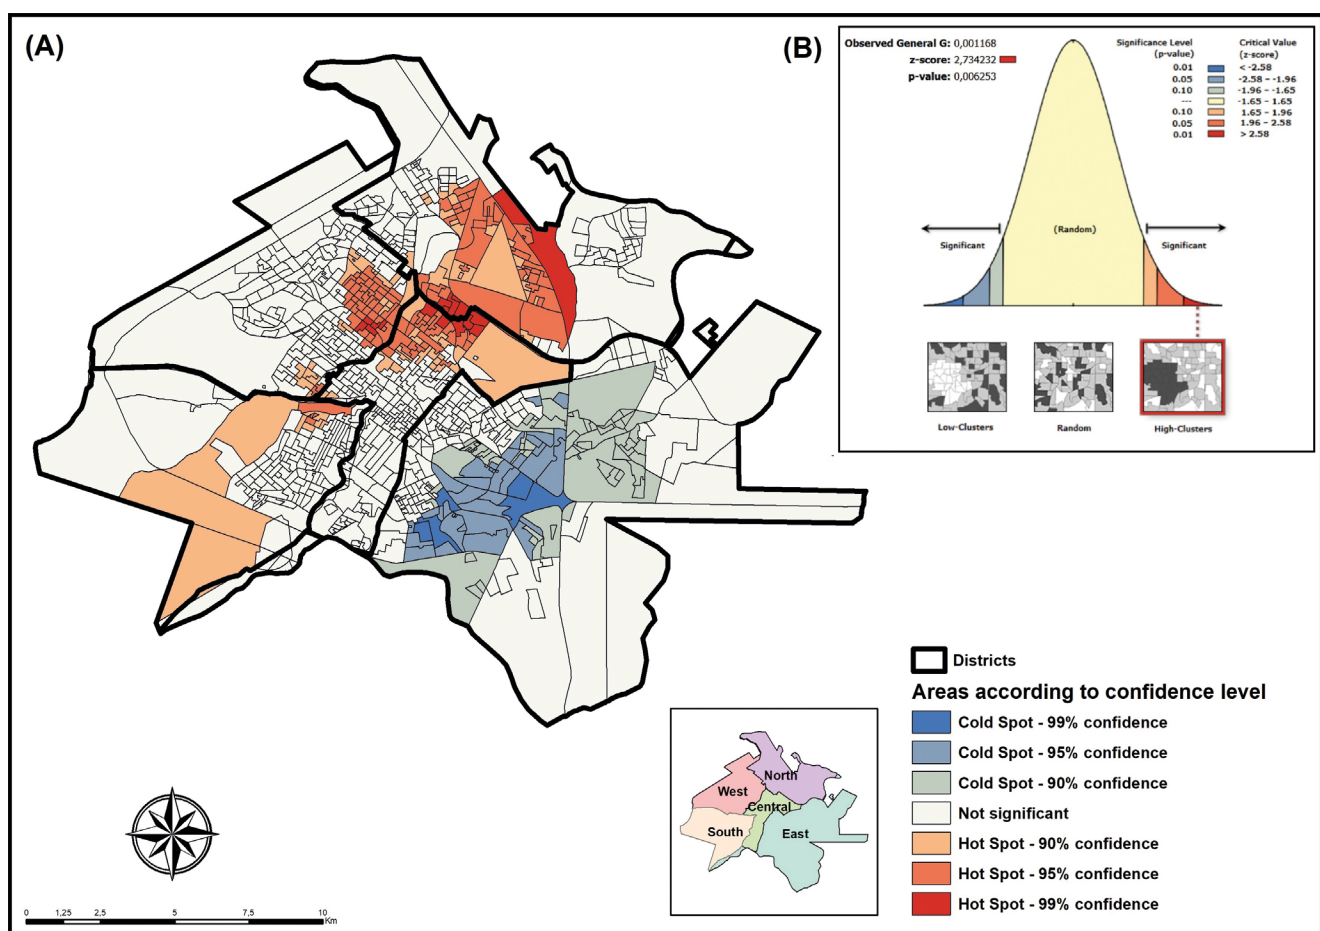 (A)
(B)
Observed General G: 0,001168
z-score: 2,734232
p-value: 0,006253
Significance Level
(p-value)
Critical Value
(z-score)
0.01 < -2.58
0.05 -2.58 – -1.96
0.10 -1.96 – -1.65
--- -1.65 – 1.65
0.10 1.65 – 1.96
0.05 1.96 – 2.58
0.01 > 2.58
(Random)
Significant
Significant
Low-Clusters
Random
High-Clusters
Districts
Areas according to confidence level
Cold Spot - 99% confidence
Cold Spot - 95% confidence
Cold Spot - 90% confidence
Not significant
Hot Spot - 90% confidence
Hot Spot - 95% confidence
Hot Spot - 99% confidence
North
West
Central
South
East
0 1,25 2,5 5 7,5 10
Km